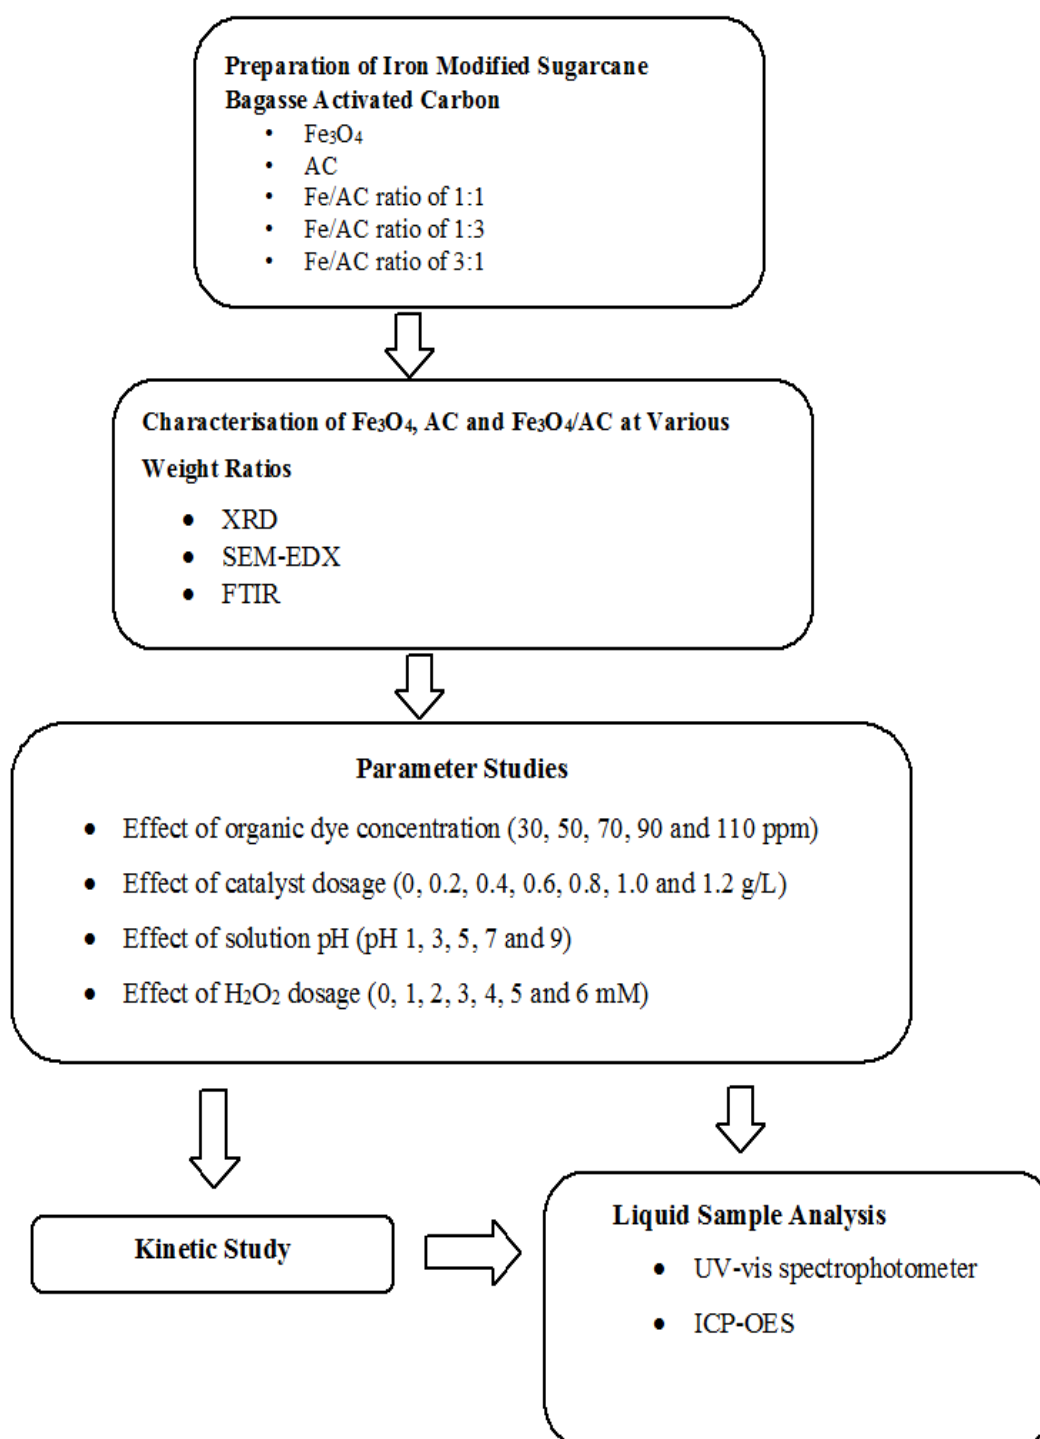 Preparation of Iron Modified Sugarcane
Bagasse Activated Carbon
• Fe₃O₄
• AC
• Fe/AC ratio of 1:1
• Fe/AC ratio of 1:3
• Fe/AC ratio of 3:1
Characterisation of Fe₃O₄, AC and Fe₃O₄/AC at Various
Weight Ratios
• XRD
• SEM-EDX
• FTIR
Parameter Studies
• Effect of organic dye concentration (30, 50, 70, 90 and 110 ppm)
• Effect of catalyst dosage (0, 0.2, 0.4, 0.6, 0.8, 1.0 and 1.2 g/L)
• Effect of solution pH (pH 1, 3, 5, 7 and 9)
• Effect of H₂O₂ dosage (0, 1, 2, 3, 4, 5 and 6 mM)
Kinetic Study
Liquid Sample Analysis
• UV-vis spectrophotometer
• ICP-OES